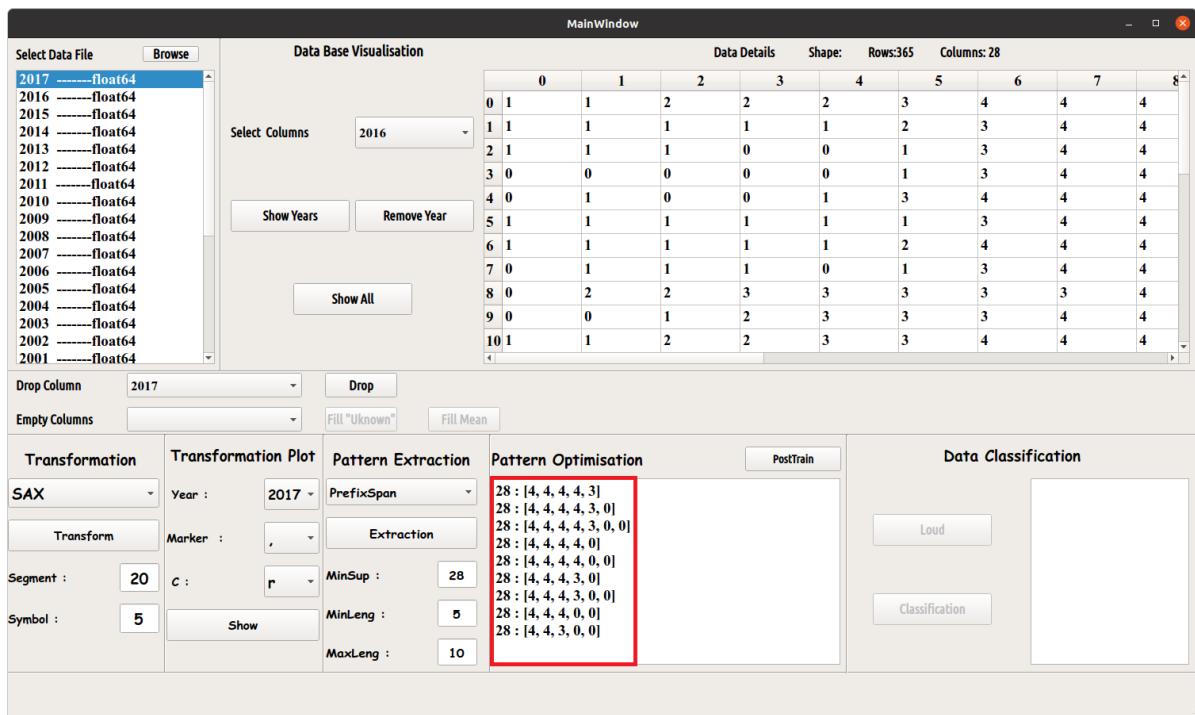 MainWindow
Select Data File Browse
2017 -------float64
2016 -------float64
2015 -------float64
2014 -------float64
2013 -------float64
2012 -------float64
2011 -------float64
2010 -------float64
2009 -------float64
2008 -------float64
2007 -------float64
2006 -------float64
2005 -------float64
2004 -------float64
2003 -------float64
2002 -------float64
2001 -------float64
Data Base Visualisation
Select Columns 2016
Show Years Remove Year
Show All
Data Details Shape: Rows:365 Columns: 28
0 1 2 3 4 5 6 7 8
0 1 1 2 2 2 3 4 4 4
1 1 1 1 1 1 2 3 4 4
2 1 1 1 0 0 1 3 4 4
3 0 0 0 0 0 1 3 4 4
4 0 1 0 0 1 3 4 4 4
5 1 1 1 1 1 1 3 4 4
6 1 1 1 1 1 2 4 4 4
7 0 1 1 1 0 1 3 4 4
8 0 2 2 3 3 3 3 3 4
9 0 0 1 2 3 3 3 4 4
10 1 1 2 2 3 3 4 4 4
Drop Column 2017 Drop
Empty Columns Fill "Uknown" Fill Mean
Transformation
SAX
Transform
Segment : 20
Symbol : 5
Transformation Plot
Year : 2017
Marker : ,
C : r
Show
Pattern Extraction
PrefixSpan
Extraction
MinSup : 28
MinLeng : 5
MaxLeng : 10
Pattern Optimisation PostTrain
28 : [4, 4, 4, 4, 3]
28 : [4, 4, 4, 4, 3, 0]
28 : [4, 4, 4, 4, 3, 0, 0]
28 : [4, 4, 4, 4, 0]
28 : [4, 4, 4, 4, 0, 0]
28 : [4, 4, 4, 3, 0]
28 : [4, 4, 4, 3, 0, 0]
28 : [4, 4, 4, 0, 0]
28 : [4, 4, 3, 0, 0]
Data Classification
Loud
Classification